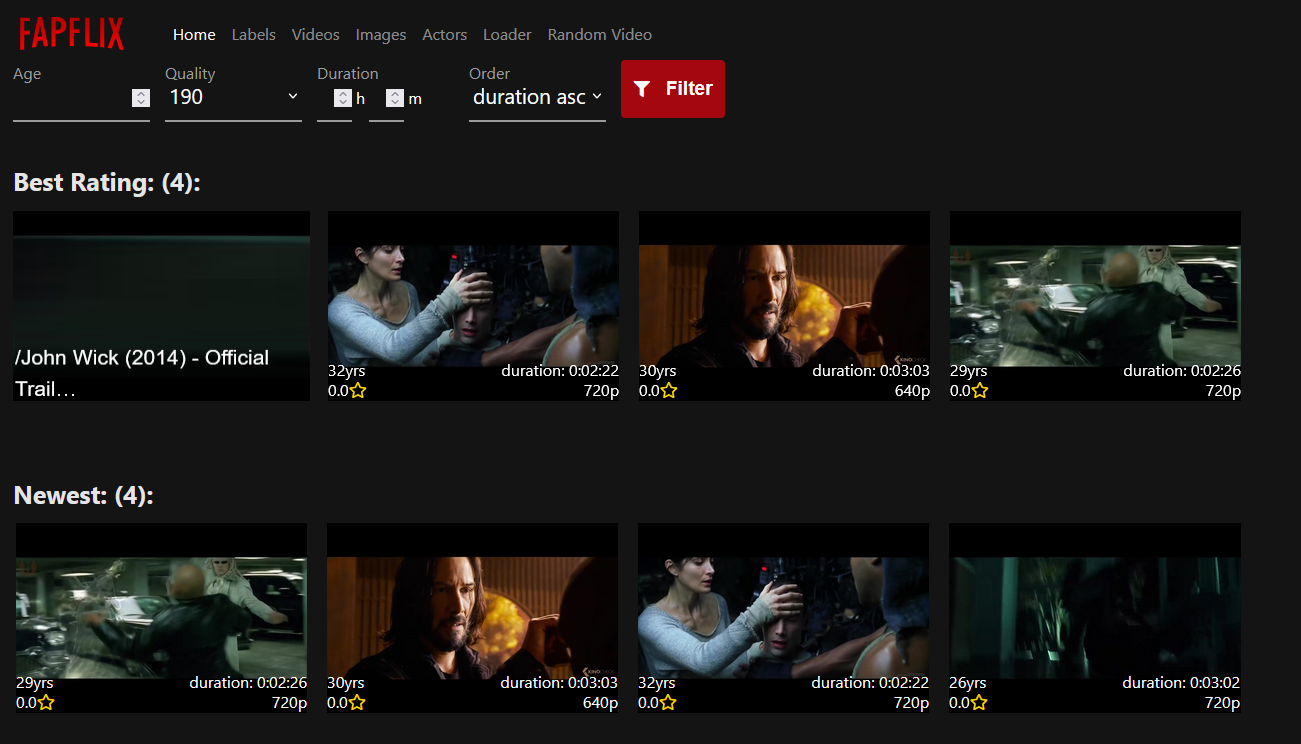 FAPFLIX Home Labels Videos Images Actors Loader Random Video
Age Quality Duration Order
190 h m duration asc Filter
Best Rating: (4):
/John Wick (2014) - Official
Trail…
32yrs duration: 0:02:22 30yrs duration: 0:03:03 29yrs duration: 0:02:26
0.0 720p 0.0 640p 0.0 720p
Newest: (4):
29yrs duration: 0:02:26 30yrs duration: 0:03:03 32yrs duration: 0:02:22 26yrs duration: 0:03:02
0.0 720p 0.0 640p 0.0 720p 0.0 720p